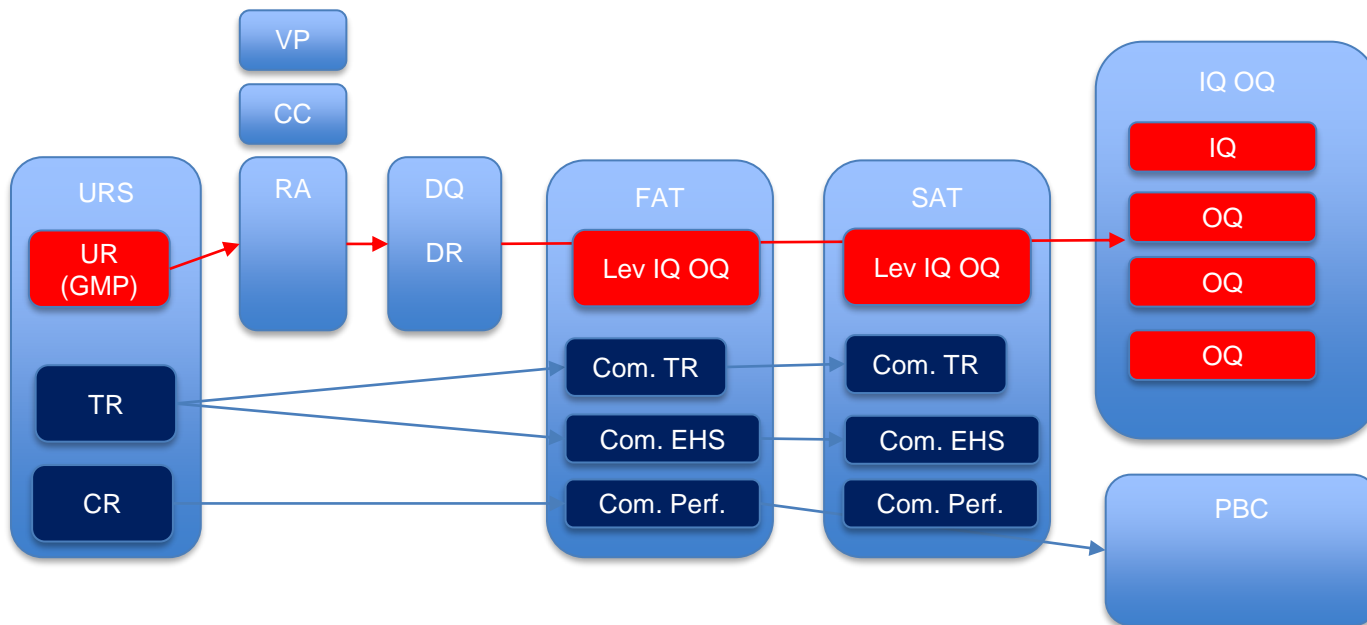 VP
CC
URS
UR
(GMP)
TR
CR
RA
DQ
DR
FAT
Lev IQ OQ
Com. TR
Com. EHS
Com. Perf.
SAT
Lev IQ OQ
Com. TR
Com. EHS
Com. Perf.
IQ OQ
IQ
OQ
OQ
OQ
PBC